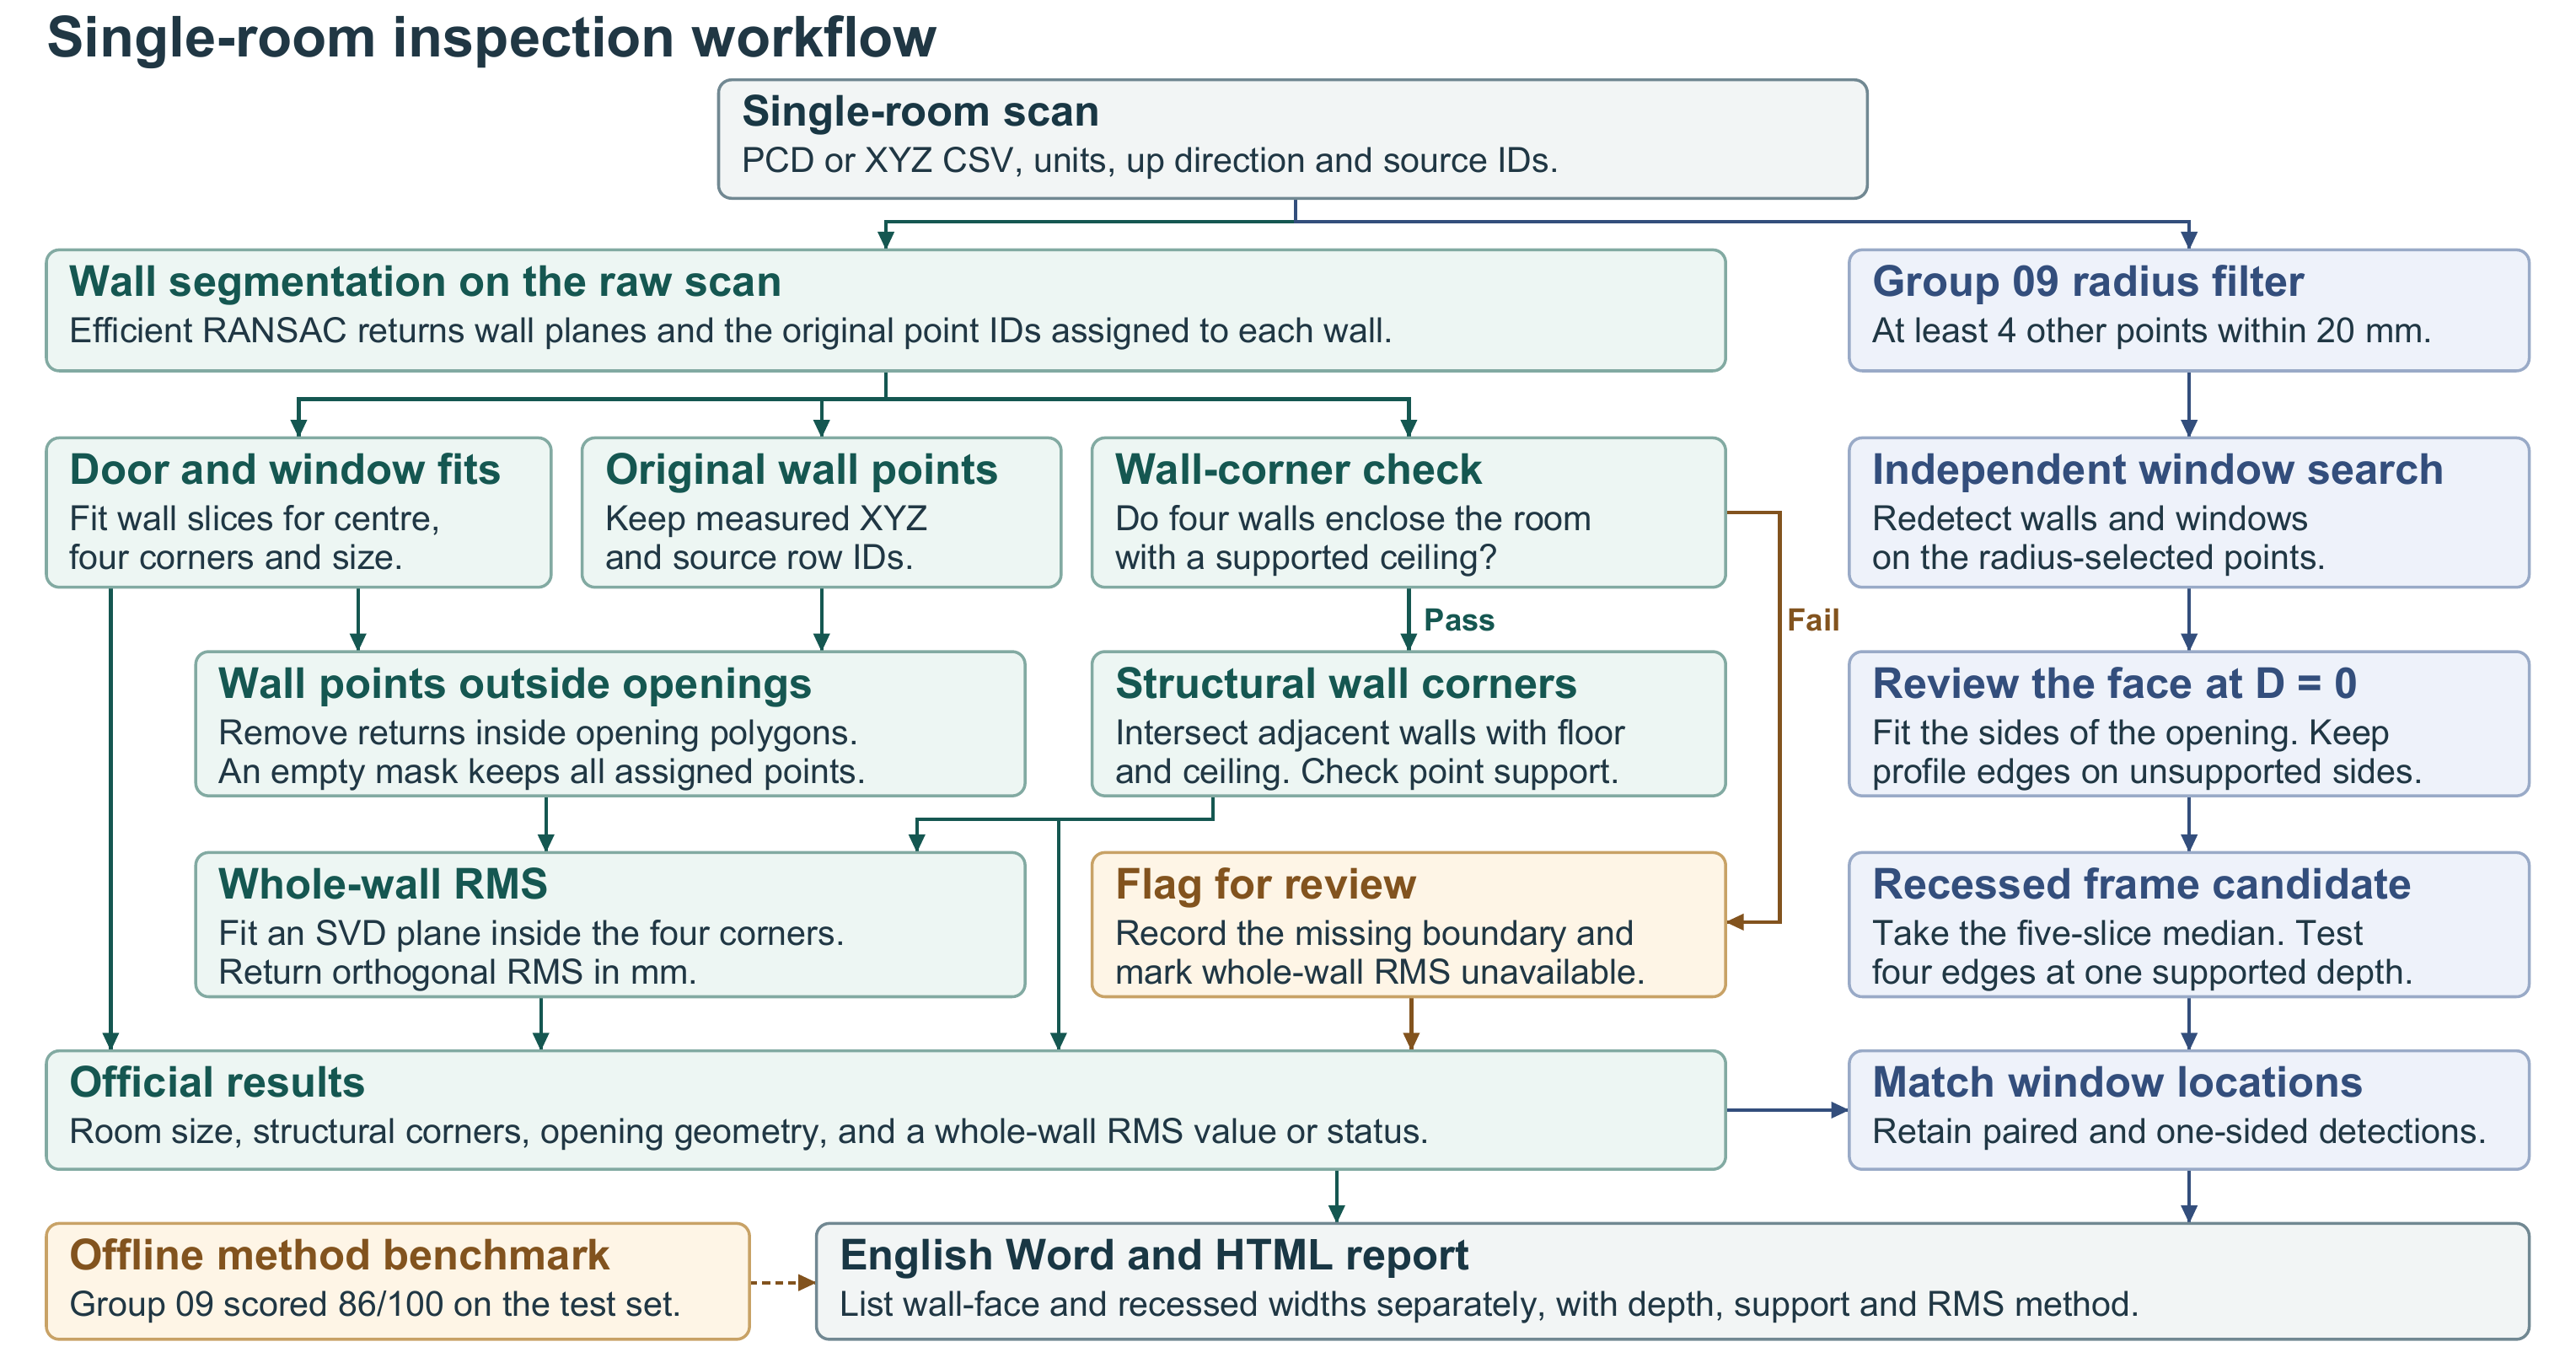 Single-room inspection workflow
Single-room scan
PCD or XYZ CSV, units, up direction and source IDs.
Wall segmentation on the raw scan
Efficient RANSAC returns wall planes and the original point IDs assigned to each wall.
Group 09 radius filter
At least 4 other points within 20 mm.
Door and window fits
Fit wall slices for centre,
four corners and size.
Original wall points
Keep measured XYZ
and source row IDs.
Wall-corner check
Do four walls enclose the room
with a supported ceiling?
Independent window search
Redetect walls and windows
on the radius-selected points.
Pass
Fail
Wall points outside openings
Remove returns inside opening polygons.
An empty mask keeps all assigned points.
Structural wall corners
Intersect adjacent walls with floor
and ceiling. Check point support.
Review the face at D = 0
Fit the sides of the opening. Keep
profile edges on unsupported sides.
Whole-wall RMS
Fit an SVD plane inside the four corners.
Return orthogonal RMS in mm.
Flag for review
Record the missing boundary and
mark whole-wall RMS unavailable.
Recessed frame candidate
Take the five-slice median. Test
four edges at one supported depth.
Official results
Room size, structural corners, opening geometry, and a whole-wall RMS value or status.
Match window locations
Retain paired and one-sided detections.
Offline method benchmark
Group 09 scored 86/100 on the test set.
English Word and HTML report
List wall-face and recessed widths separately, with depth, support and RMS method.